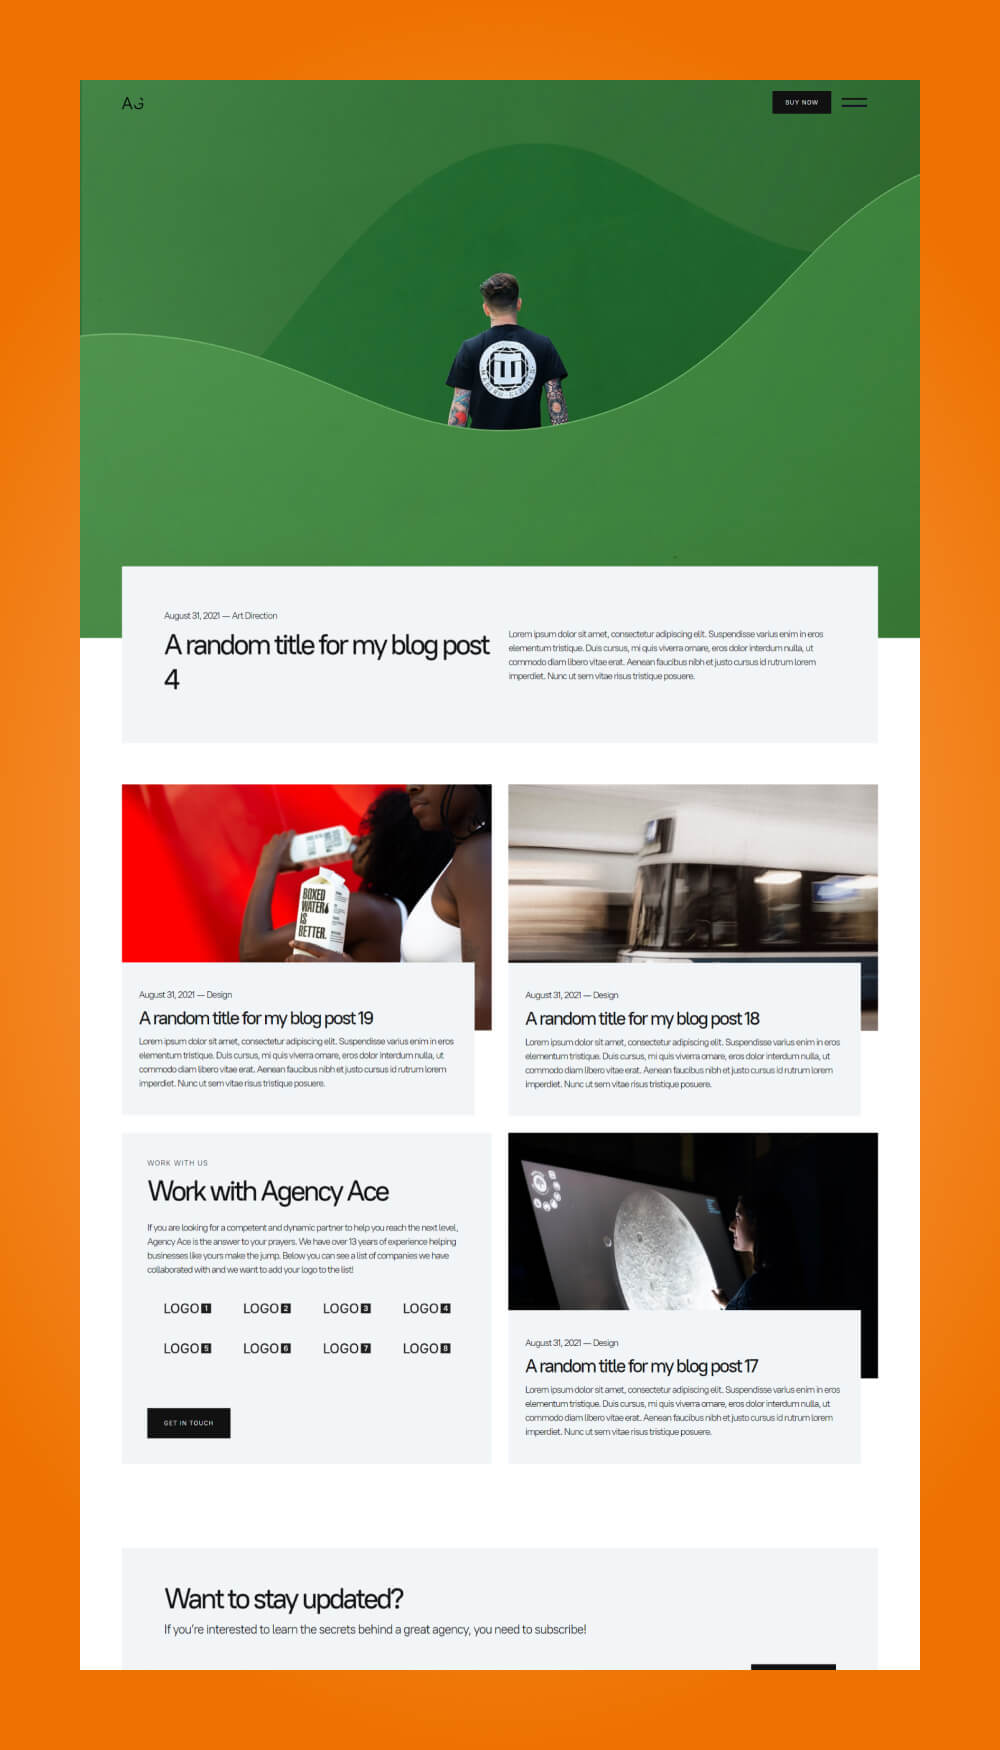 AG
BUY NOW
August 31, 2021 — Art Direction
A random title for my blog post
4
Lorem ipsum dolor sit amet, consectetur adipiscing elit. Suspendisse varius enim in eros
elementum tristique. Duis cursus, mi quis viverra ornare, eros dolor interdum nulla, ut
commodo diam libero vitae erat. Aenean faucibus nibh et justo cursus id rutrum lorem
imperdiet. Nunc ut sem vitae risus tristique posuere.
BOXED
WATER
IS
BETTER.
August 31, 2021 — Design
A random title for my blog post 19
Lorem ipsum dolor sit amet, consectetur adipiscing elit. Suspendisse varius enim in eros
elementum tristique. Duis cursus, mi quis viverra ornare, eros dolor interdum nulla, ut
commodo diam libero vitae erat. Aenean faucibus nibh et justo cursus id rutrum lorem
imperdiet. Nunc ut sem vitae risus tristique posuere.
August 31, 2021 — Design
A random title for my blog post 18
Lorem ipsum dolor sit amet, consectetur adipiscing elit. Suspendisse varius enim in eros
elementum tristique. Duis cursus, mi quis viverra ornare, eros dolor interdum nulla, ut
commodo diam libero vitae erat. Aenean faucibus nibh et justo cursus id rutrum lorem
imperdiet. Nunc ut sem vitae risus tristique posuere.
WORK WITH US
Work with Agency Ace
If you are looking for a competent and dynamic partner to help you reach the next level,
Agency Ace is the answer to your prayers. We have over 13 years of experience helping
businesses like yours make the jump. Below you can see a list of companies we have
collaborated with and we want to add your logo to the list!
LOGO 1 LOGO 2 LOGO 3 LOGO 4
LOGO 5 LOGO 6 LOGO 7 LOGO 8
GET IN TOUCH
August 31, 2021 — Design
A random title for my blog post 17
Lorem ipsum dolor sit amet, consectetur adipiscing elit. Suspendisse varius enim in eros
elementum tristique. Duis cursus, mi quis viverra ornare, eros dolor interdum nulla, ut
commodo diam libero vitae erat. Aenean faucibus nibh et justo cursus id rutrum lorem
imperdiet. Nunc ut sem vitae risus tristique posuere.
Want to stay updated?
If you're interested to learn the secrets behind a great agency, you need to subscribe!